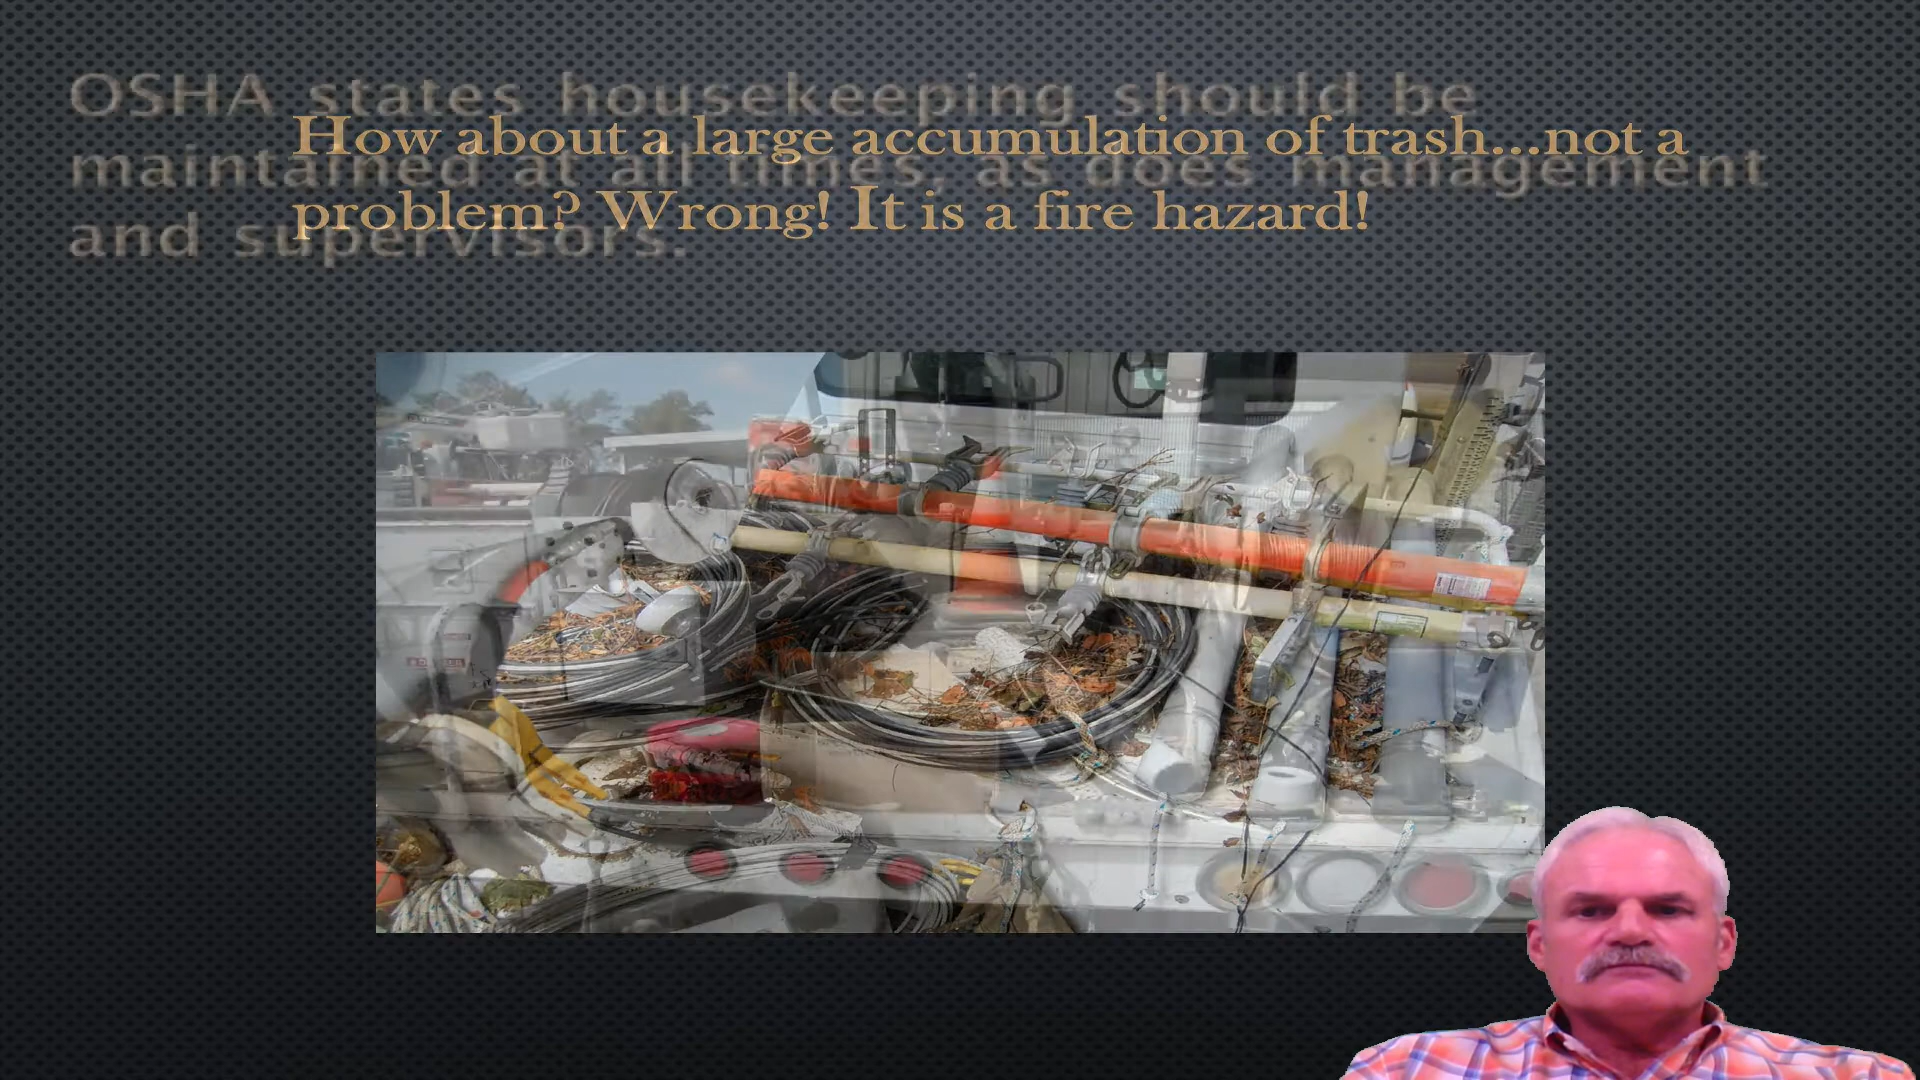 OSHA states housekeeping should be
maintained at all times, as does management
and supervisors.
How about a large accumulation of trash...not a
problem? Wrong! It is a fire hazard!